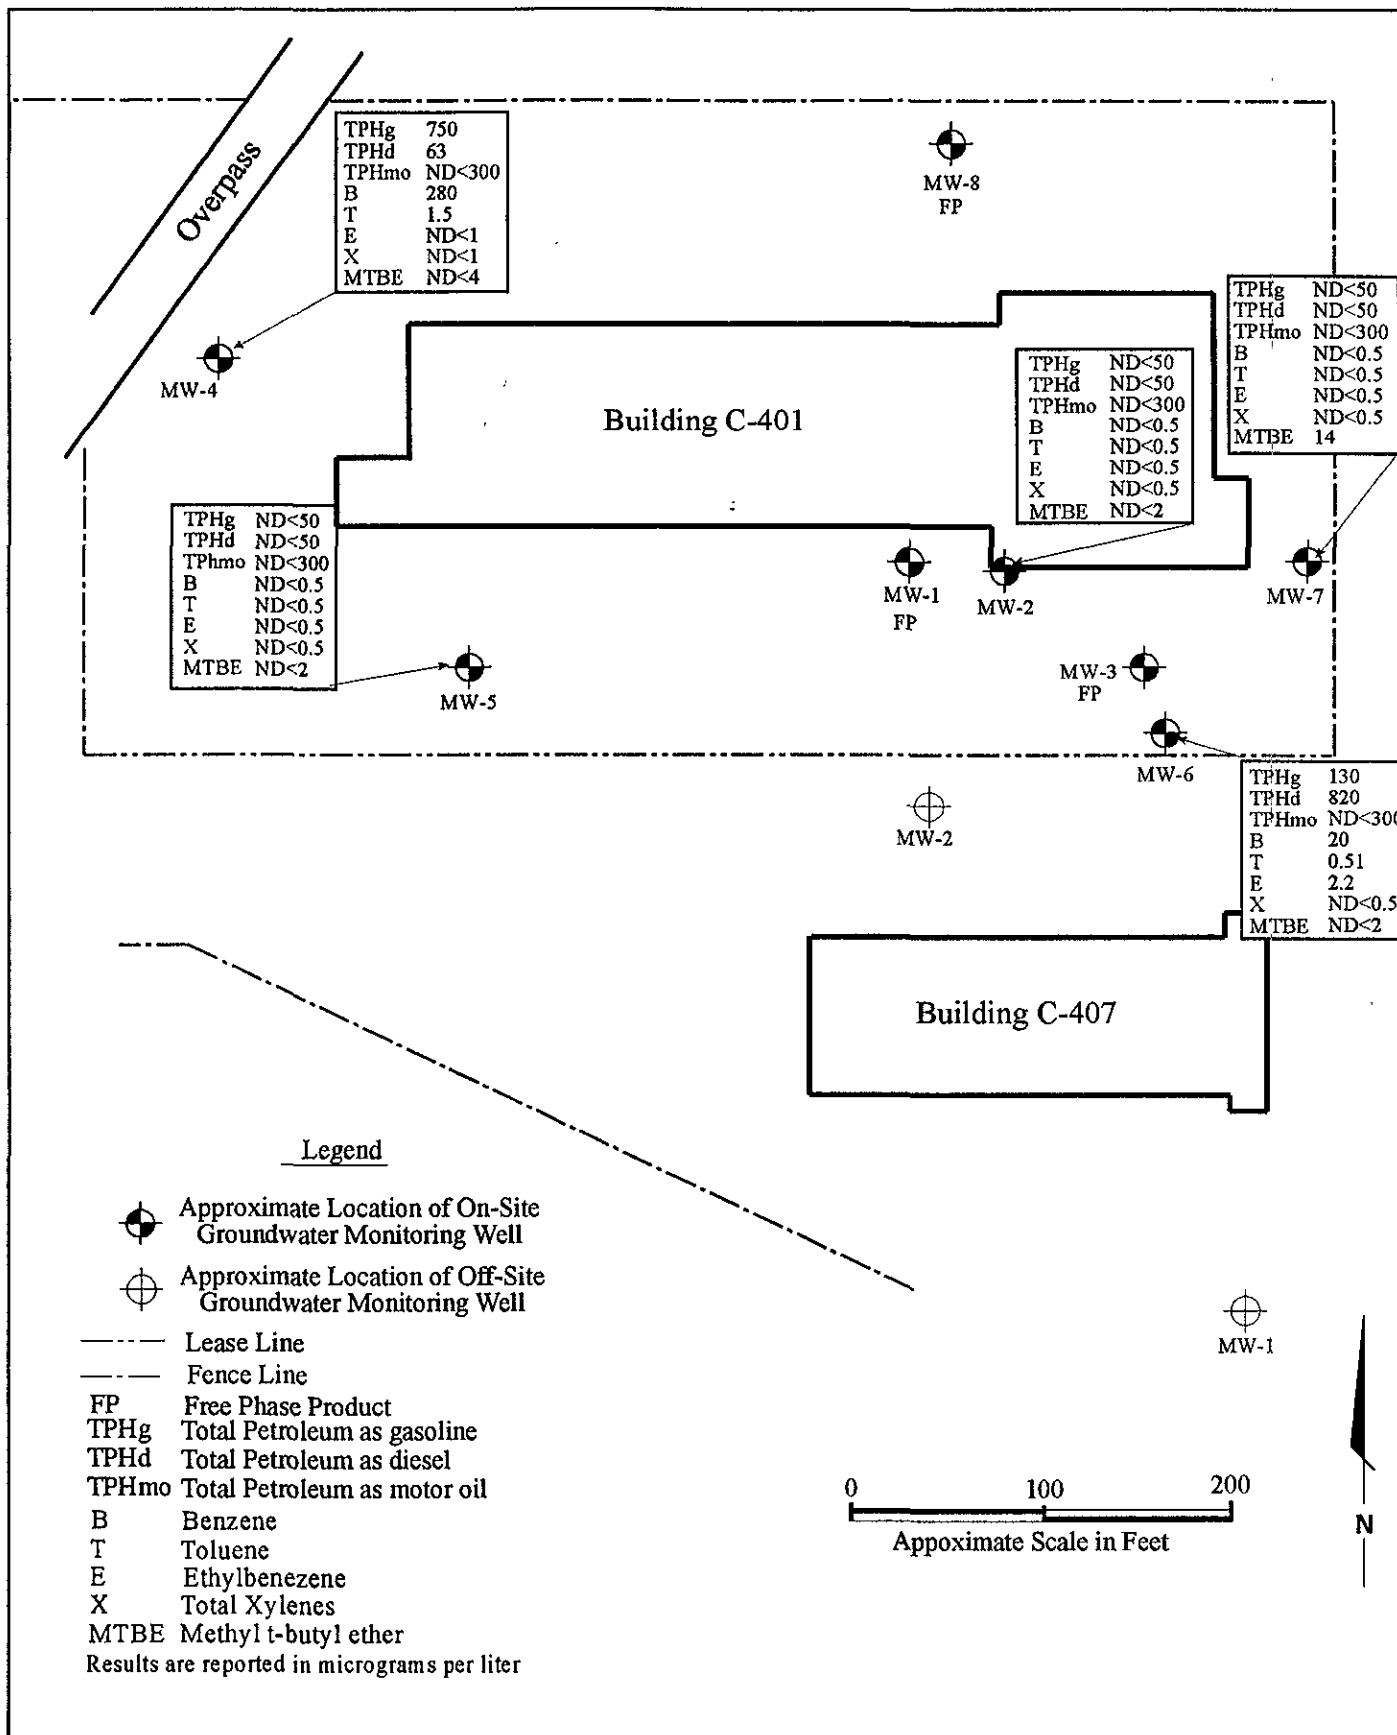 Overpass
TPHg 750
TPHd 63
TPHmo ND<300
B 280
T 1.5
E ND<1
X ND<1
MTBE ND<4
MW-8
FP
MW-4
TPHg ND<50
TPHd ND<50
TPHmo ND<300
B ND<0.5
T ND<0.5
E ND<0.5
X ND<0.5
MTBE 14
Building C-401
TPHg ND<50
TPHd ND<50
TPHmo ND<300
B ND<0.5
T ND<0.5
E ND<0.5
X ND<0.5
MTBE ND<2
TPHg ND<50
TPHd ND<50
TPhmo ND<300
B ND<0.5
T ND<0.5
E ND<0.5
X ND<0.5
MTBE ND<2
MW-1
FP
MW-2
MW-7
MW-5
MW-3
FP
MW-6
MW-2
TPHg 130
TPHd 820
TPHmo ND<300
B 20
T 0.51
E 2.2
X ND<0.5
MTBE ND<2
Building C-407
Legend
Approximate Location of On-Site
Groundwater Monitoring Well
Approximate Location of Off-Site
Groundwater Monitoring Well
Lease Line
Fence Line
FP Free Phase Product
TPHg Total Petroleum as gasoline
TPHd Total Petroleum as diesel
TPHmo Total Petroleum as motor oil
B Benzene
T Toluene
E Ethylbenezene
X Total Xylenes
MTBE Methyl t-butyl ether
Results are reported in micrograms per liter
MW-1
0 100 200
Appoximate Scale in Feet
N